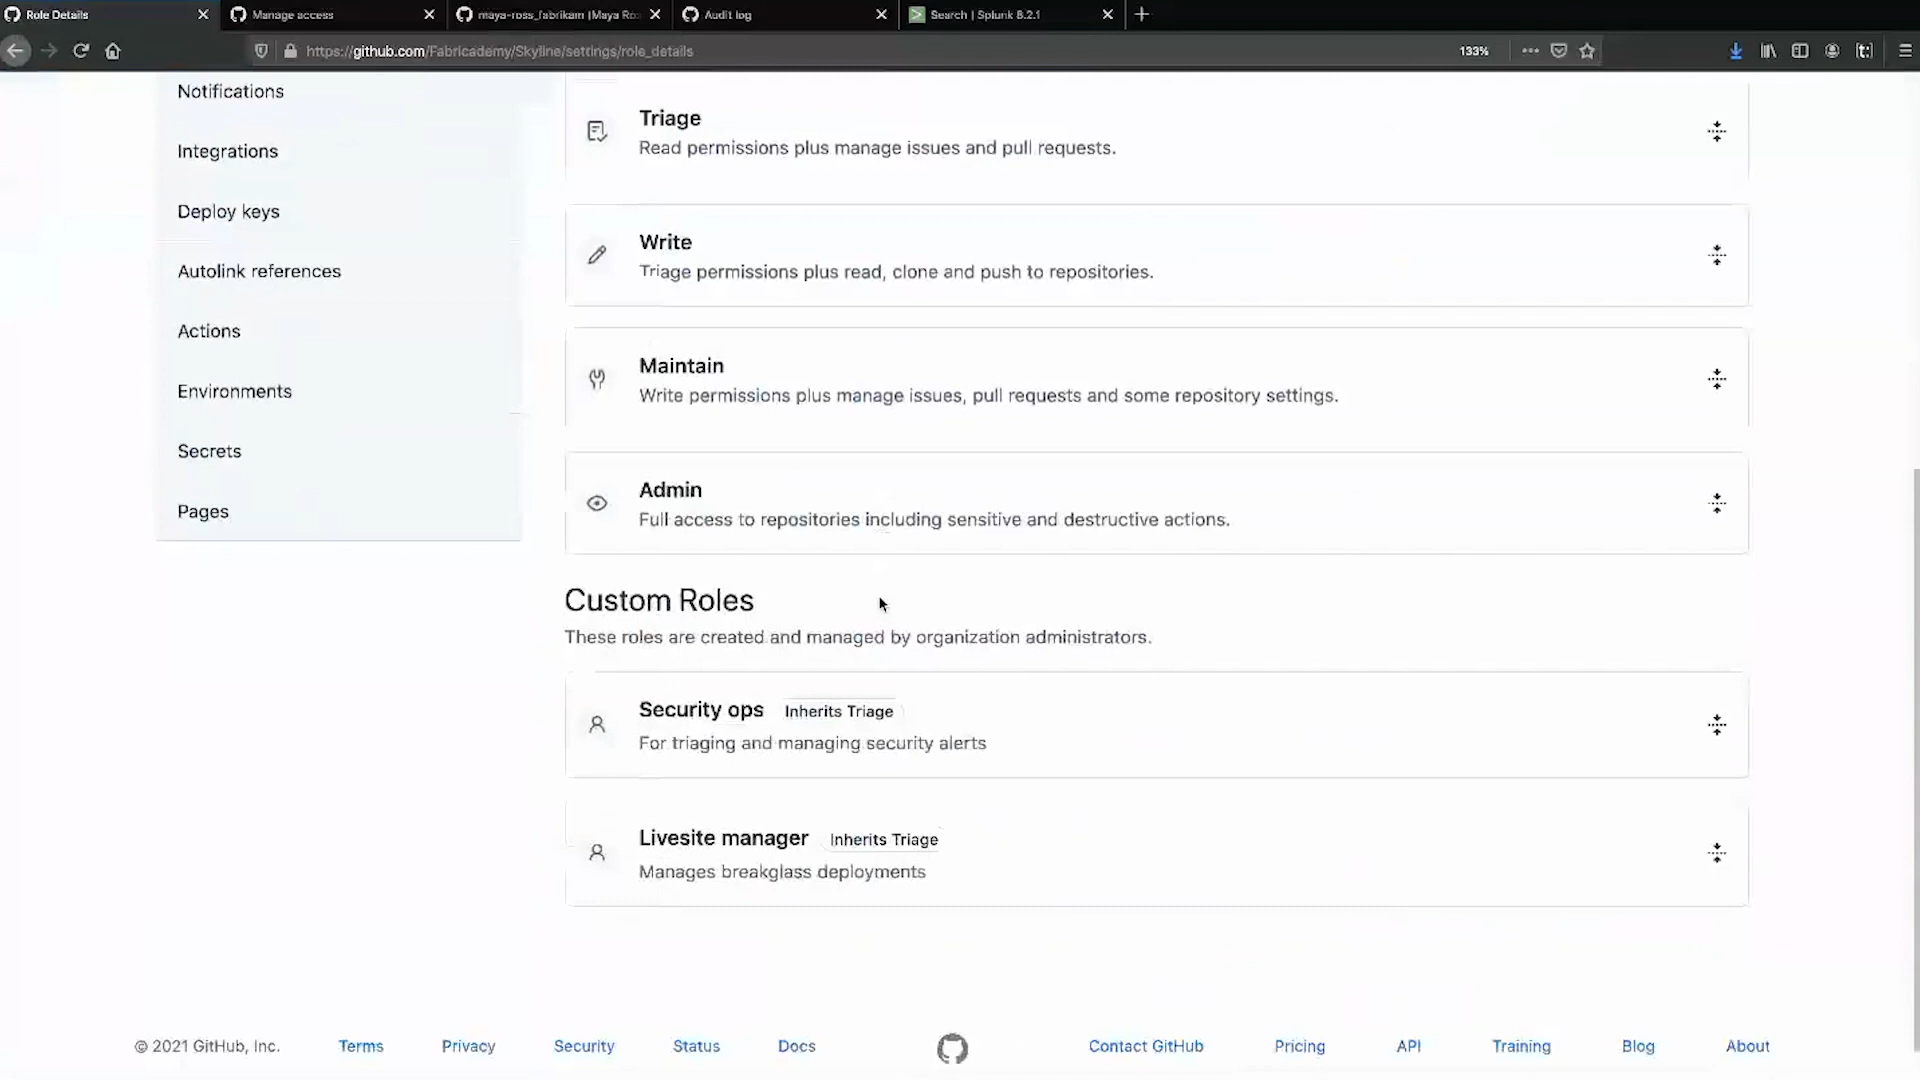 Role Details
Manage access
maya-ross_fabrikam (Maya Ro
Audit log
Search | Splunk 8.2.1
https://github.com/Fabricademy/Skyline/settings/role_details
133%
Notifications
Integrations
Deploy keys
Autolink references
Actions
Environments
Secrets
Pages
Triage
Read permissions plus manage issues and pull requests.
Write
Triage permissions plus read, clone and push to repositories.
Maintain
Write permissions plus manage issues, pull requests and some repository settings.
Admin
Full access to repositories including sensitive and destructive actions.
Custom Roles
These roles are created and managed by organization administrators.
Security ops Inherits Triage
For triaging and managing security alerts
Livesite manager Inherits Triage
Manages breakglass deployments
© 2021 GitHub, Inc. Terms Privacy Security Status Docs Contact GitHub Pricing API Training Blog About